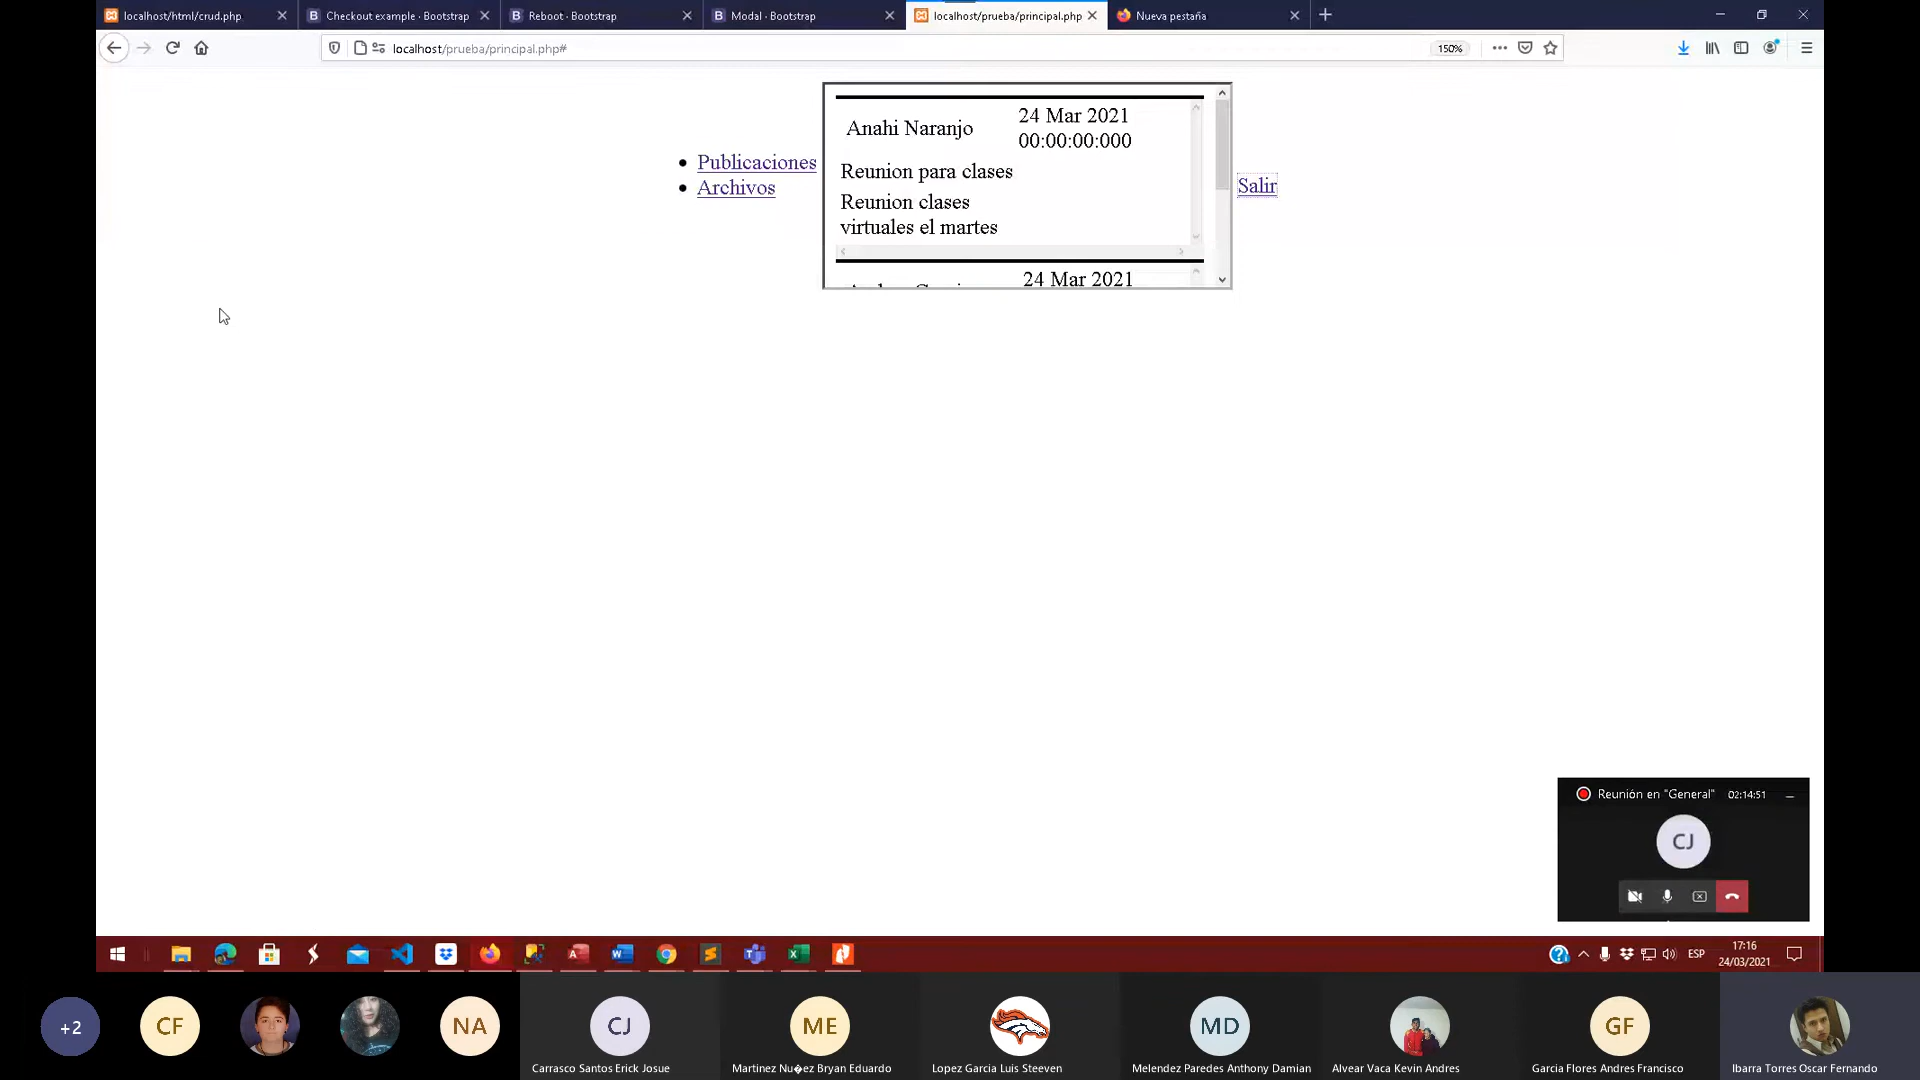 localhost/html/crud.php
Checkout example · Bootstrap
Reboot · Bootstrap
Modal · Bootstrap
localhost/prueba/principal.php
Nueva pestaña
localhost/prueba/principal.php#
150%
Anahi Naranjo
24 Mar 2021
00:00:00:000
Reunion para clases
Reunion clases
virtuales el martes
24 Mar 2021
Publicaciones
Archivos
Salir
Reunión en "General"
02:14:51
CJ
ESP
17:16
24/03/2021
+2
CF
NA
CJ
ME
MD
GF
Carrasco Santos Erick Josue
Martinez Nu�ez Bryan Eduardo
Lopez Garcia Luis Steeven
Melendez Paredes Anthony Damian
Alvear Vaca Kevin Andres
Garcia Flores Andres Francisco
Ibarra Torres Oscar Fernando